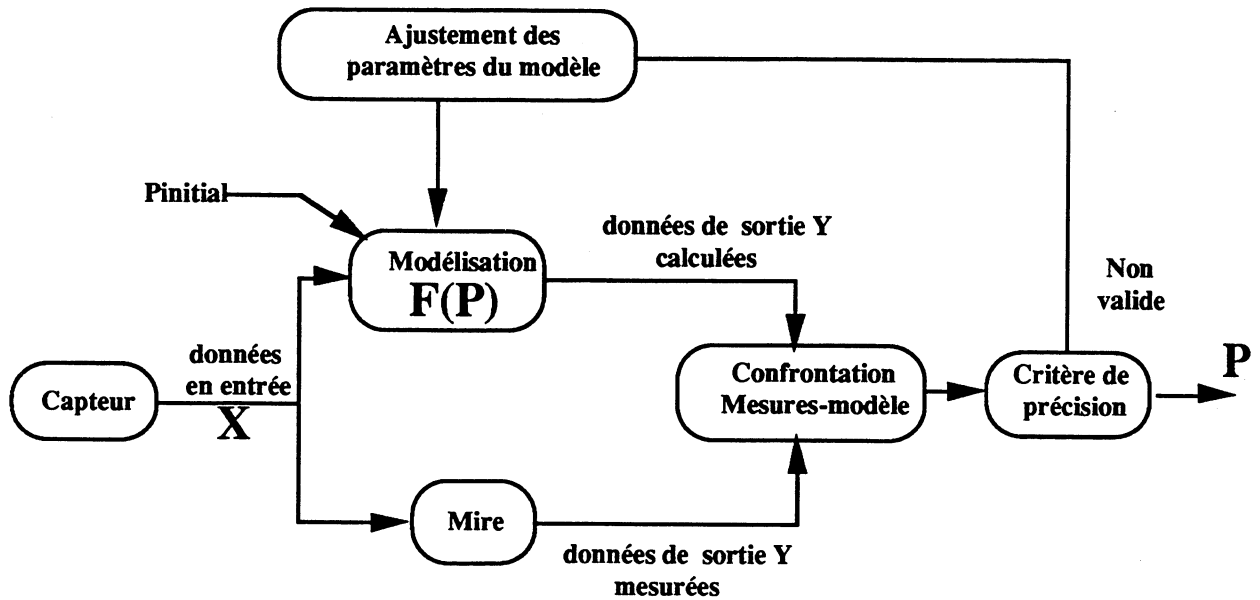 Ajustement des
paramètres du modèle
Pinitial
données de sortie Y
calculées
Modélisation
F(P)
Non
valide
données
en entrée
X
Capteur
Confrontation
Mesures-modèle
Critère de
précision
P
Mire
données de sortie Y
mesurées